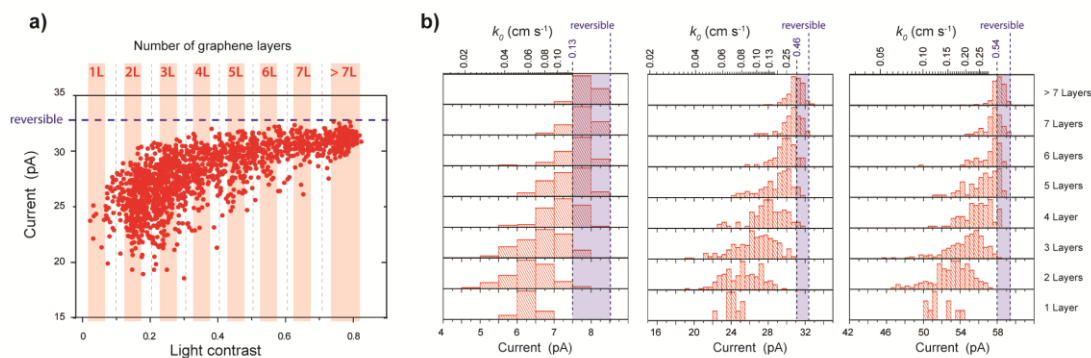 a)
Number of graphene layers
1L 2L 3L 4L 5L 6L 7L > 7L
35
reversible
30
25
20
15
Current (pA)
0.0 0.2 0.4 0.6 0.8
Light contrast
b)
reversible
k0 (cm s-1)
0.02 0.04 0.06 0.08 0.10 0.13
4 5 6 7 8
Current (pA)
reversible
k0 (cm s-1)
0.02 0.04 0.06 0.08 0.10 0.13 0.25 0.46
16 20 24 28 32
Current (pA)
reversible
k0 (cm s-1)
0.05 0.10 0.15 0.20 0.25 0.54
42 46 50 54 58
Current (pA)
> 7 Layers
7 Layers
6 Layers
5 Layers
4 Layer
3 Layers
2 Layers
1 Layer